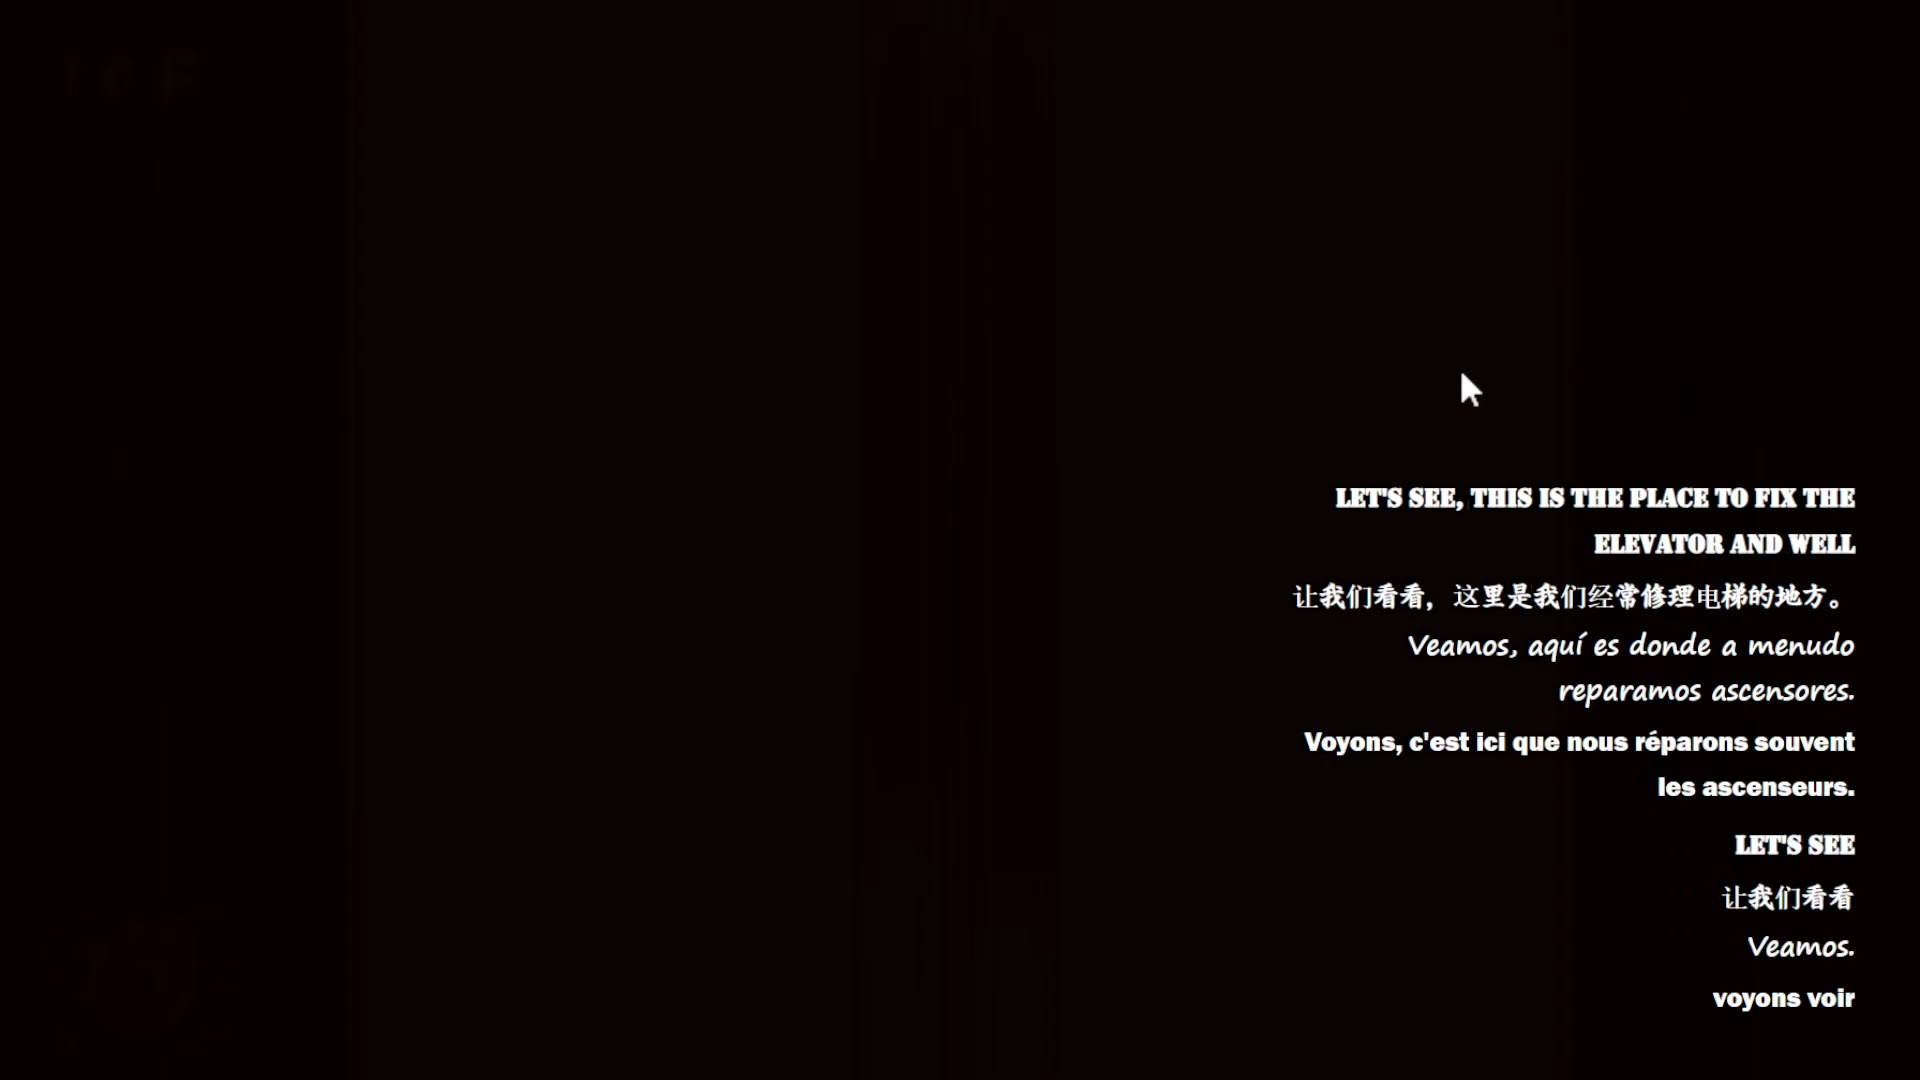 LET'S SEE, THIS IS THE PLACE TO FIX THE
ELEVATOR AND WELL
让我们看看，这里是我们经常修理电梯的地方。
Veamos, aquí es donde a menudo
reparamos ascensores.
Voyons, c'est ici que nous réparons souvent
les ascenseurs.
LET'S SEE
让我们看看
Veamos.
voyons voir